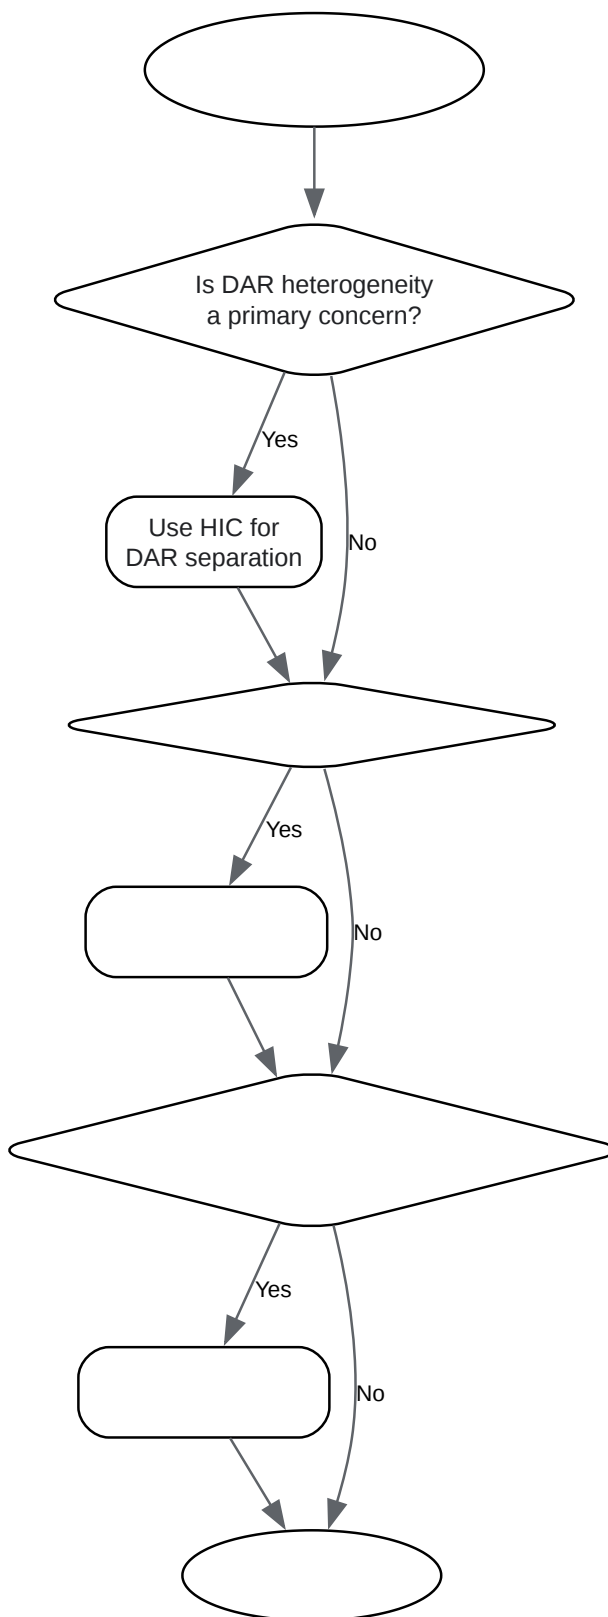 Is DAR heterogeneity
a primary concern?
Yes
Use HIC for
DAR separation
No
Yes
No
Yes
No